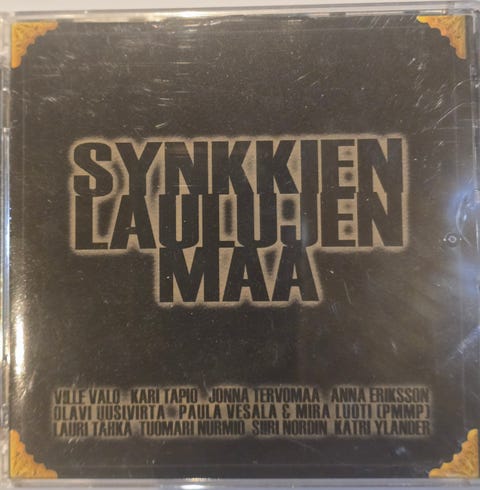 SYNKKIEN
LAULUJEN
MAA
VILLE VALO KARI TAPIO JONNA TERVOMAA ANNA ERIKSSON
OLAVI UUSIVIRTA PAULA VESALA & MIRA LUOTI (PMMP)
LAURI TÄHKÄ TUOMARI NURMIO SIIRI NORDIN KATRI YLANDER